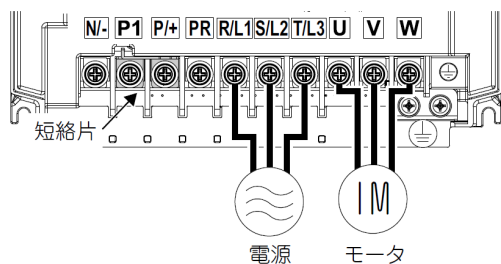 N/- P1 P/+ PR R/L1 S/L2 T/L3 U V W
短絡片
IM
電源 モータ